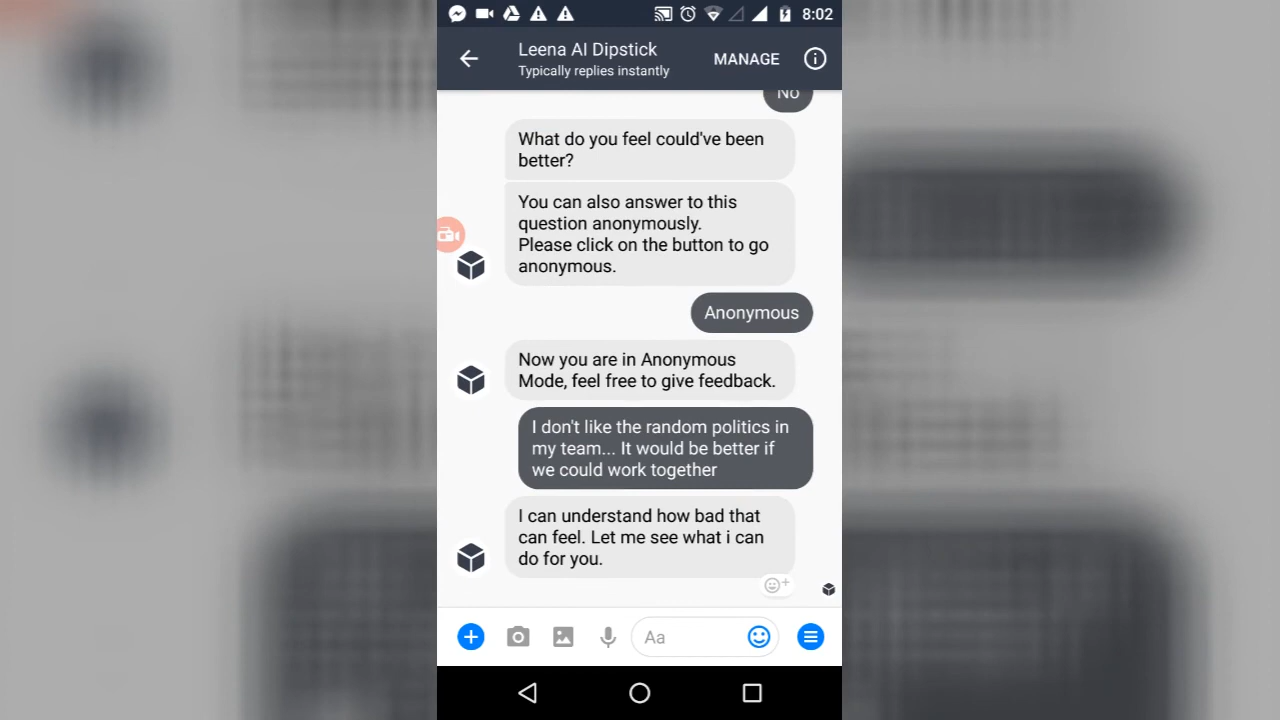 8:02
Leena AI Dipstick
Typically replies instantly
MANAGE
No
What do you feel could've been
better?
You can also answer to this
question anonymously.
Please click on the button to go
anonymous.
Anonymous
Now you are in Anonymous
Mode, feel free to give feedback.
I don't like the random politics in
my team... It would be better if
we could work together
I can understand how bad that
can feel. Let me see what i can
do for you.
Aa